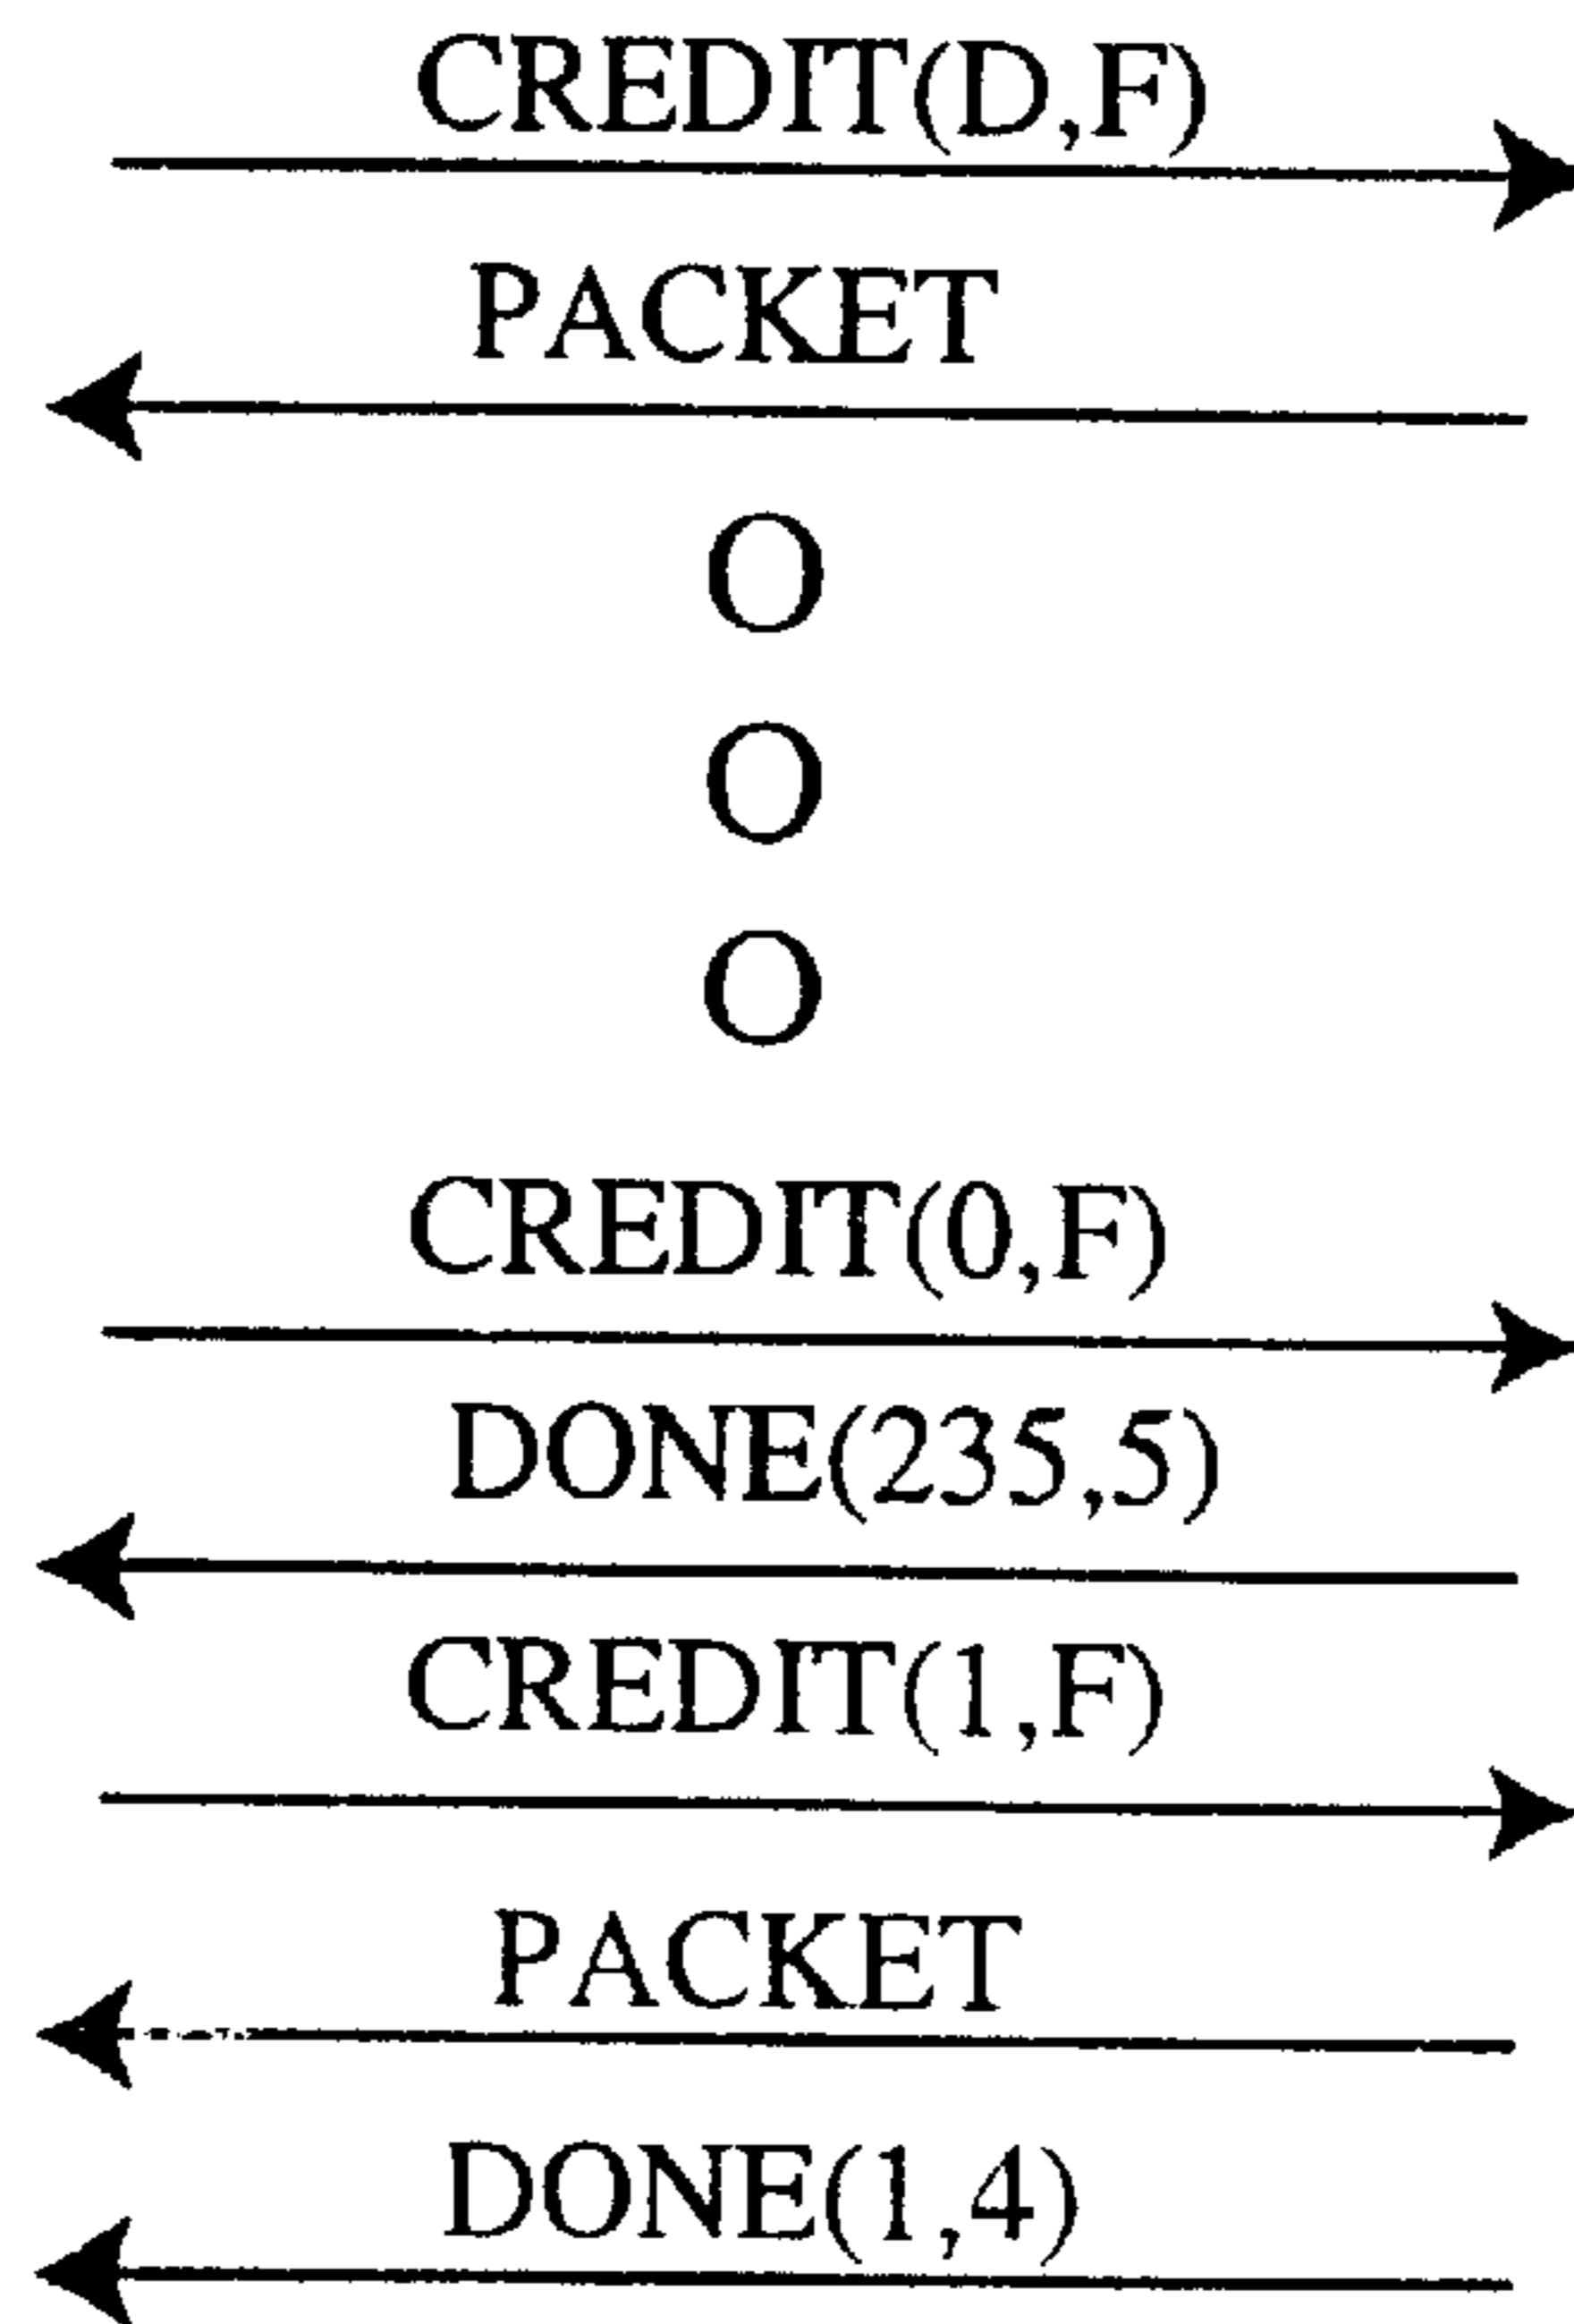 CREDIT(D,F)
PACKET
O
O
O
CREDIT(0,F)
DONE(235,5)
CREDIT(1,F)
PACKET
DONE(1,4)